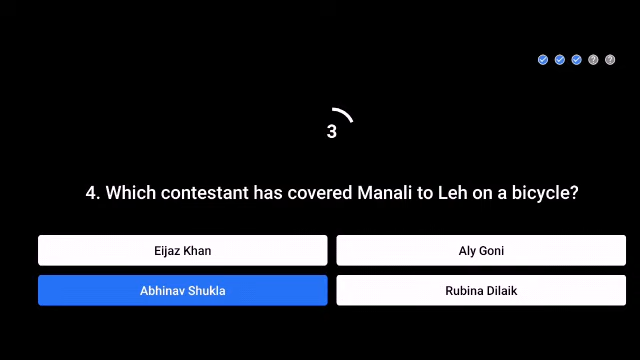 3
4. Which contestant has covered Manali to Leh on a bicycle?
Eijaz Khan
Aly Goni
Abhinav Shukla
Rubina Dilaik